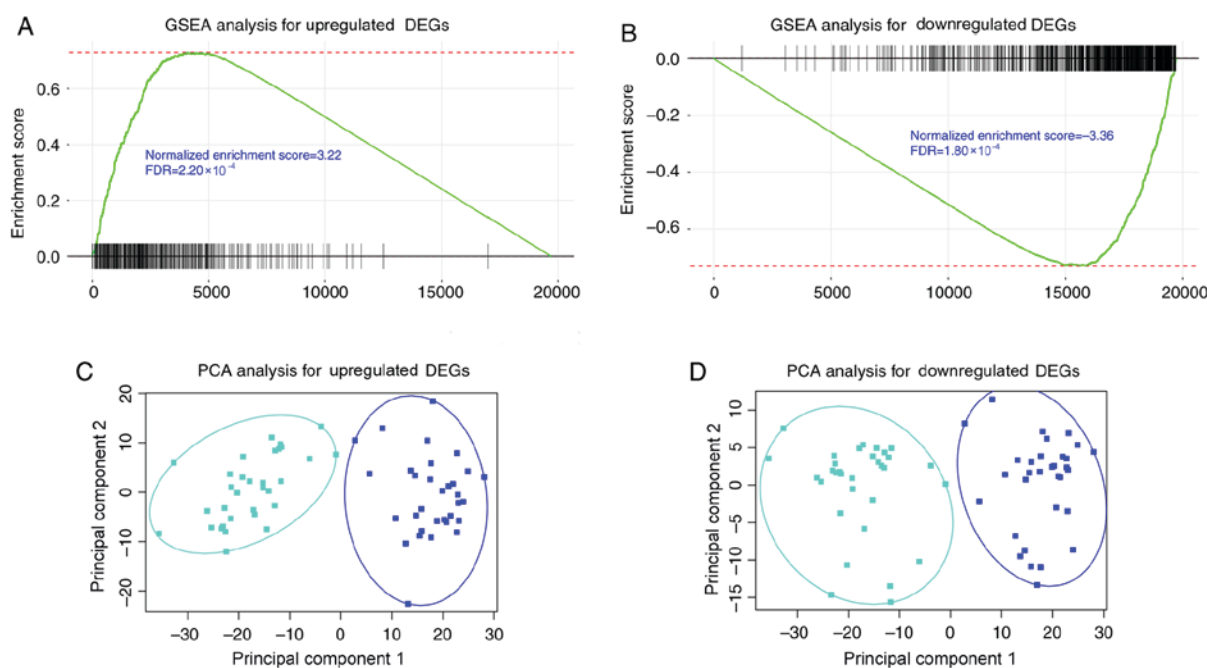 A
GSEA analysis for upregulated DEGs
Enrichment score
0.6
0.4
0.2
0.0
Normalized enrichment score=3.22
FDR=2.20×10⁻⁴
0 5000 10000 15000 20000
B
GSEA analysis for downregulated DEGs
Enrichment score
0.0
−0.2
−0.4
−0.6
Normalized enrichment score=−3.36
FDR=1.80×10⁻⁴
0 5000 10000 15000 20000
C
PCA analysis for upregulated DEGs
Principal component 2
20
10
0
−10
−20
−30 −20 −10 0 10 20 30
Principal component 1
D
PCA analysis for downregulated DEGs
Principal component 2
10
5
0
−5
−10
−15
−30 −20 −10 0 10 20 30
Principal component 1